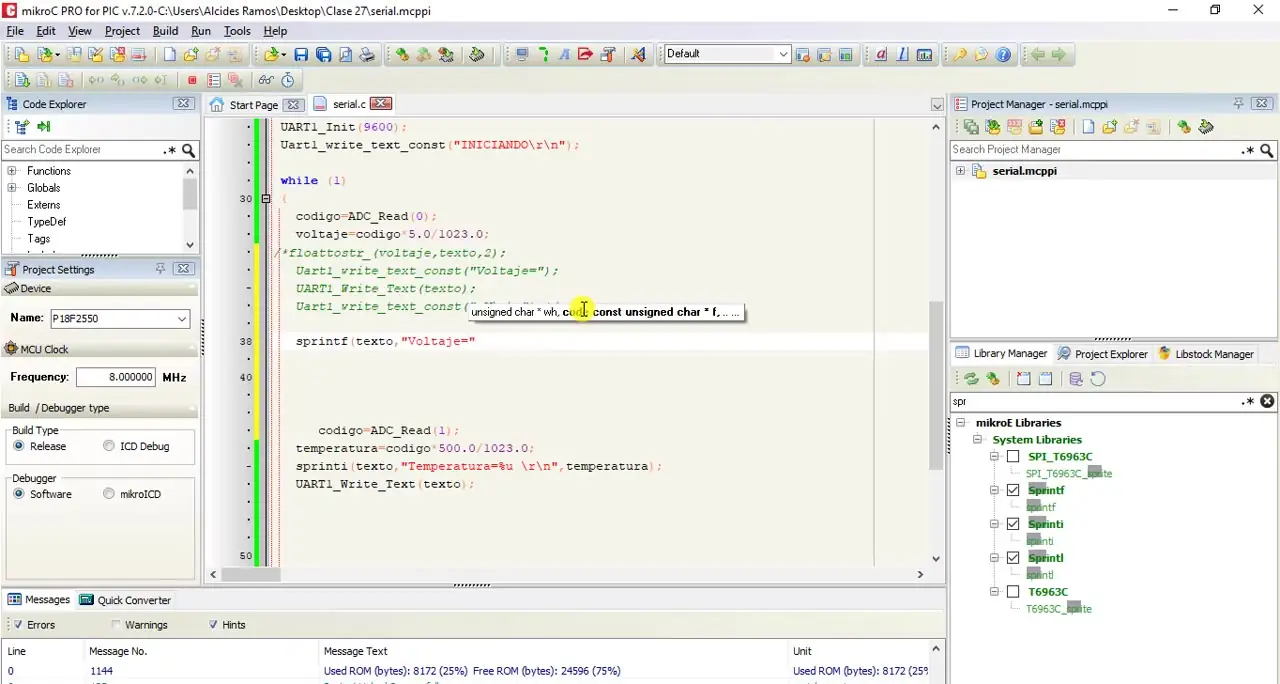 mikroC PRO for PIC v.7.2.0- C:\Users\Alcides Ramos\Desktop\Clase 27\serial.mcppi
File Edit View Project Build Run Tools Help
Default
Code Explorer
Search Code Explorer
Functions
Globals
Externs
TypeDef
Tags
Project Settings
Device
Name: P18F2550
MCU Clock
Frequency: 8.000000 MHz
Build / Debugger type
Build Type
Release ICD Debug
Debugger
Software mikroICD
Start Page serial.c
UART1_Init(9600);
Uart1_write_text_const("INICIANDO\r\n");
while (1)
30 {
codigo=ADC_Read(0);
voltaje=codigo*5.0/1023.0;
/*floattostr_(voltaje,texto,2);
Uart1_write_text_const("Voltaje=");
UART1_Write_Text(texto);
Uart1_write_text_const("
unsigned char * wh, code const unsigned char * f, .. ...
38 sprintf(texto,"Voltaje="
40
codigo=ADC_Read(1);
temperatura=codigo*500.0/1023.0;
sprinti(texto,"Temperatura=%u \r\n",temperatura);
UART1_Write_Text(texto);
50
Project Manager - serial.mcppi
Search Project Manager
serial.mcppi
Library Manager Project Explorer Libstock Manager
spr
mikroE Libraries
System Libraries
SPI_T6963C
SPI_T6963C_sprite
Sprintf
sprintf
Sprinti
sprinti
Sprintl
sprintl
T6963C
T6963C_sprite
Messages Quick Converter
Errors Warnings Hints
Line Message No. Message Text Unit
0 1144 Used ROM (bytes): 8172 (25%) Free ROM (bytes): 24596 (75%) Used ROM (bytes): 8172 (25%